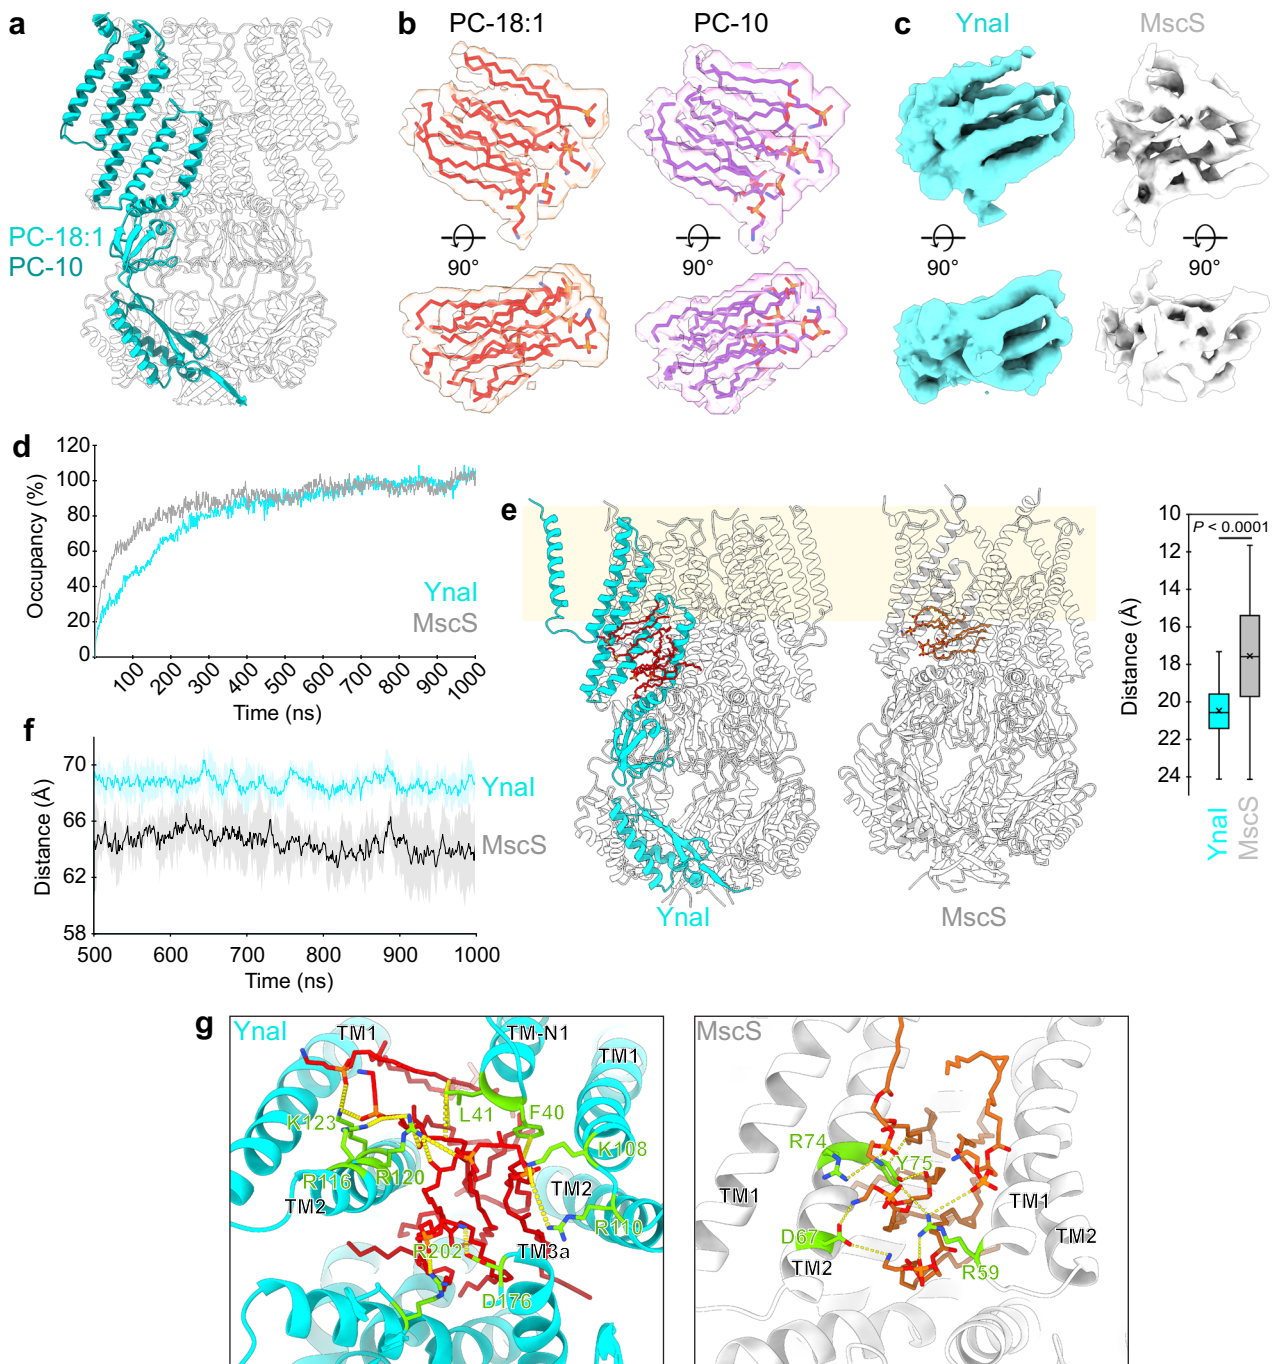 a
PC-18:1
PC-10
b
PC-18:1
PC-10
90°
90°
c
YnaI
MscS
90°
90°
d
Occupancy (%)
120
100
80
60
40
20
0
100
200
300
400
500
600
700
800
900
1000
Time (ns)
YnaI
MscS
e
YnaI
MscS
Distance (Å)
10
12
14
16
18
20
22
24
P < 0.0001
YnaI
MscS
f
Distance (Å)
70
66
62
58
500
600
700
800
900
1000
Time (ns)
YnaI
MscS
g
YnaI
TM1
TM-N1
TM1
K123
L41
F40
K108
R116
R120
TM2
TM2
R110
R202
TM3a
D176
MscS
R74
Y75
TM1
TM1
D67
TM2
TM2
R59